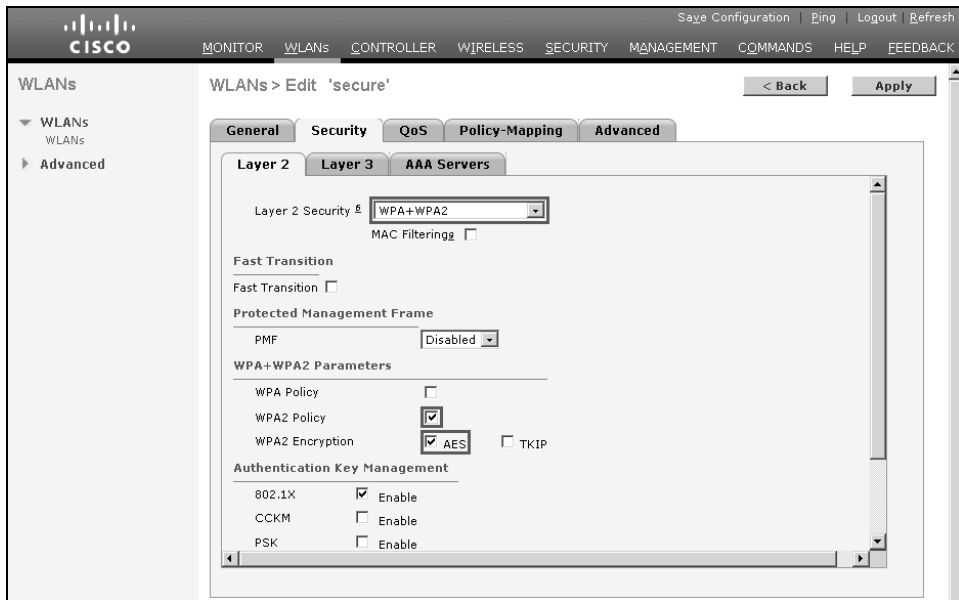 Save Configuration | Ping | Logout | Refresh
CISCO
MONITOR WLANs CONTROLLER WIRELESS SECURITY MANAGEMENT COMMANDS HELP FEEDBACK
WLANs
WLANs
WLANs
Advanced
WLANs > Edit 'secure'
< Back
Apply
General Security QoS Policy-Mapping Advanced
Layer 2 Layer 3 AAA Servers
Layer 2 Security 6 WPA+WPA2
MAC Filtering9
Fast Transition
Fast Transition
Protected Management Frame
PMF Disabled
WPA+WPA2 Parameters
WPA Policy
WPA2 Policy
WPA2 Encryption AES TKIP
Authentication Key Management
802.1X Enable
CCKM Enable
PSK Enable